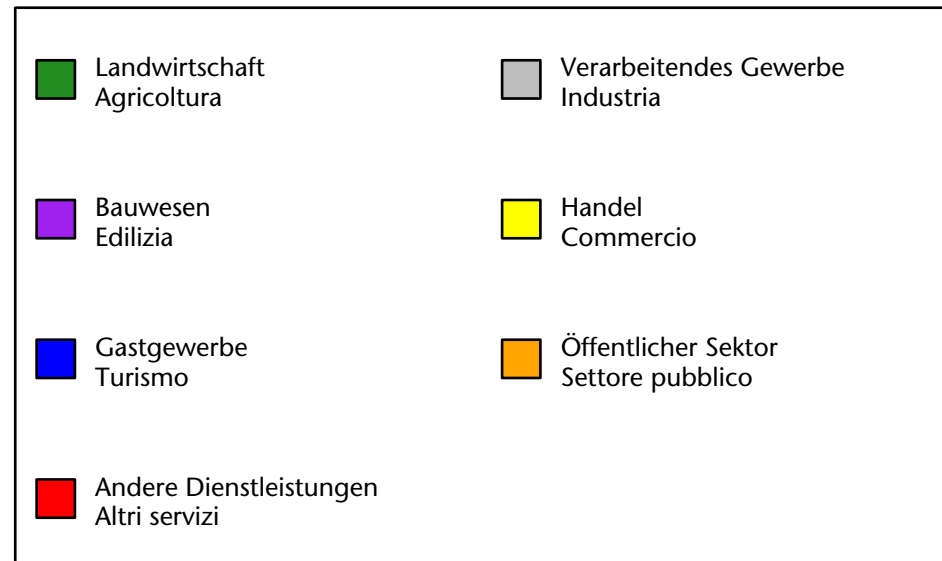 Landwirtschaft
Agricoltura
Verarbeitendes Gewerbe
Industria
Bauwesen
Edilizia
Handel
Commercio
Gastgewerbe
Turismo
Öffentlicher Sektor
Settore pubblico
Andere Dienstleistungen
Altri servizi